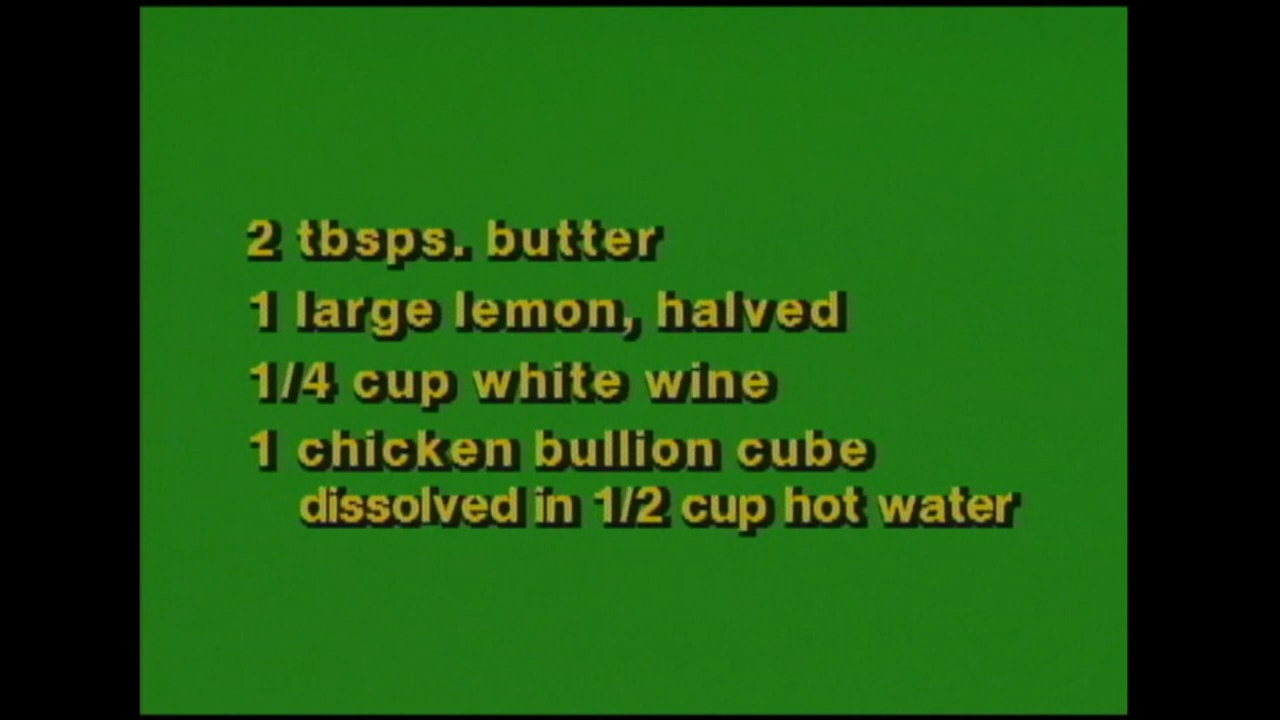 2 tbsps. butter
1 large lemon, halved
1/4 cup white wine
1 chicken bullion cube
dissolved in 1/2 cup hot water